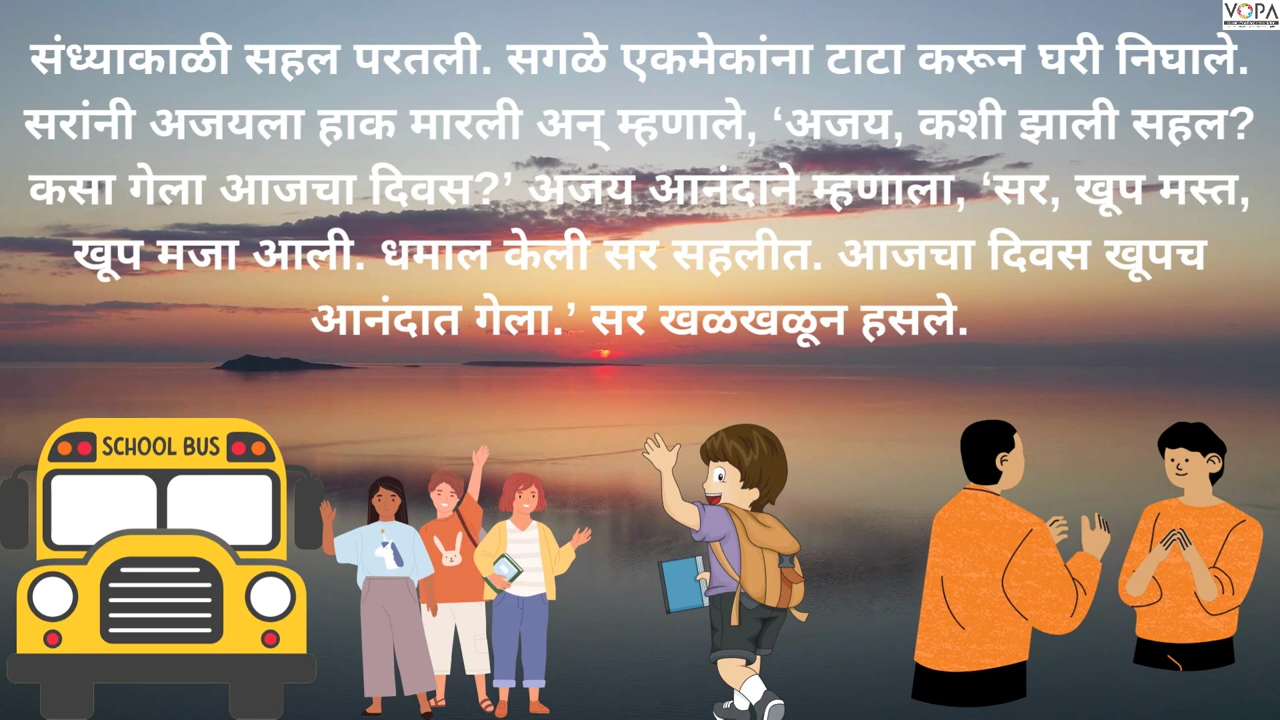 VOPA
संध्याकाळी सहल परतली. सगळे एकमेकांना टाटा करून घरी निघाले.
सरांनी अजयला हाक मारली अन् म्हणाले, ‘अजय, कशी झाली सहल?
कसा गेला आजचा दिवस?’ अजय आनंदाने म्हणाला, ‘सर, खूप मस्त,
खूप मजा आली. धमाल केली सर सहलीत. आजचा दिवस खूपच
आनंदात गेला.’ सर खळखळून हसले.
SCHOOL BUS